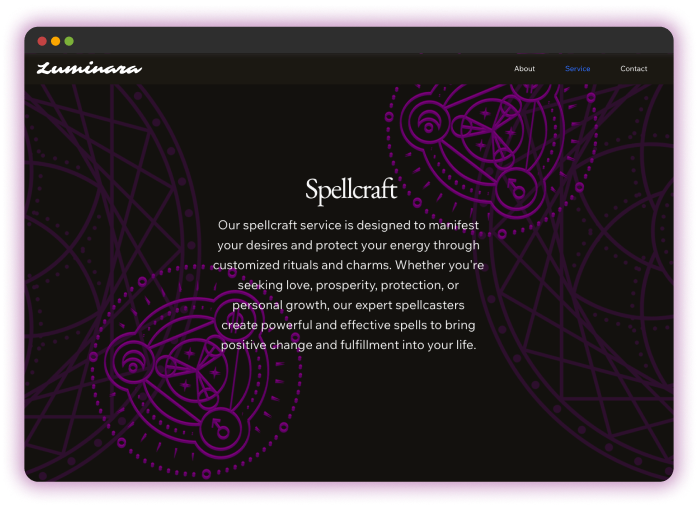 Luminara
About Service Contact
Spellcraft
Our spellcraft service is designed to manifest
your desires and protect your energy through
customized rituals and charms. Whether you're
seeking love, prosperity, protection, or
personal growth, our expert spellcasters
create powerful and effective spells to bring
positive change and fulfillment into your life.